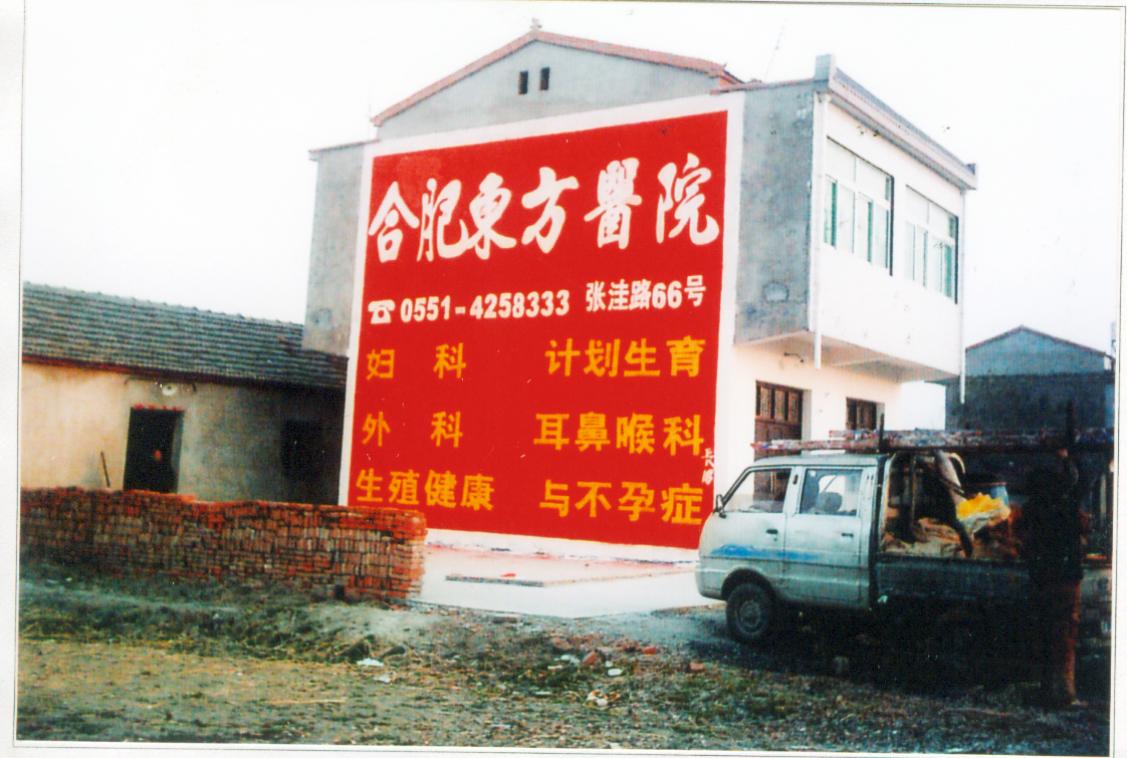 合肥東方醫院
☎ 0551-4258333 张洼路66号
妇 科 计划生育
外 科 耳鼻喉科
生殖健康 与不孕症